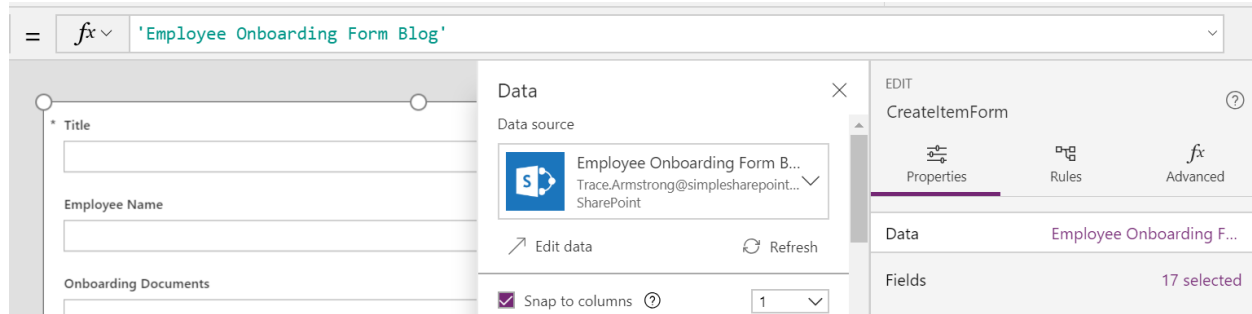 = fx 'Employee Onboarding Form Blog'
* Title
Employee Name
Onboarding Documents
Data
Data source
S
Employee Onboarding Form B...
Trace.Armstrong@simplesharepoint...
SharePoint
Edit data
Refresh
Snap to columns ?
1
EDIT
CreateItemForm
?
Properties
Rules
fx
Advanced
Data
Employee Onboarding F...
Fields
17 selected